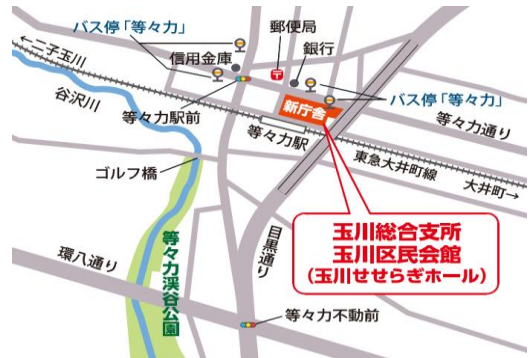 バス停「等々力」
郵便局
信用金庫
銀行
←二子玉川
谷沢川
新庁舎
バス停「等々力」
等々力駅前
等々力駅
等々力通り
東急大井町線
大井町→
ゴルフ橋
玉川総合支所
玉川区民会館
(玉川せせらぎホール)
目黒通り
等々力渓谷公園
環八通り
等々力不動前